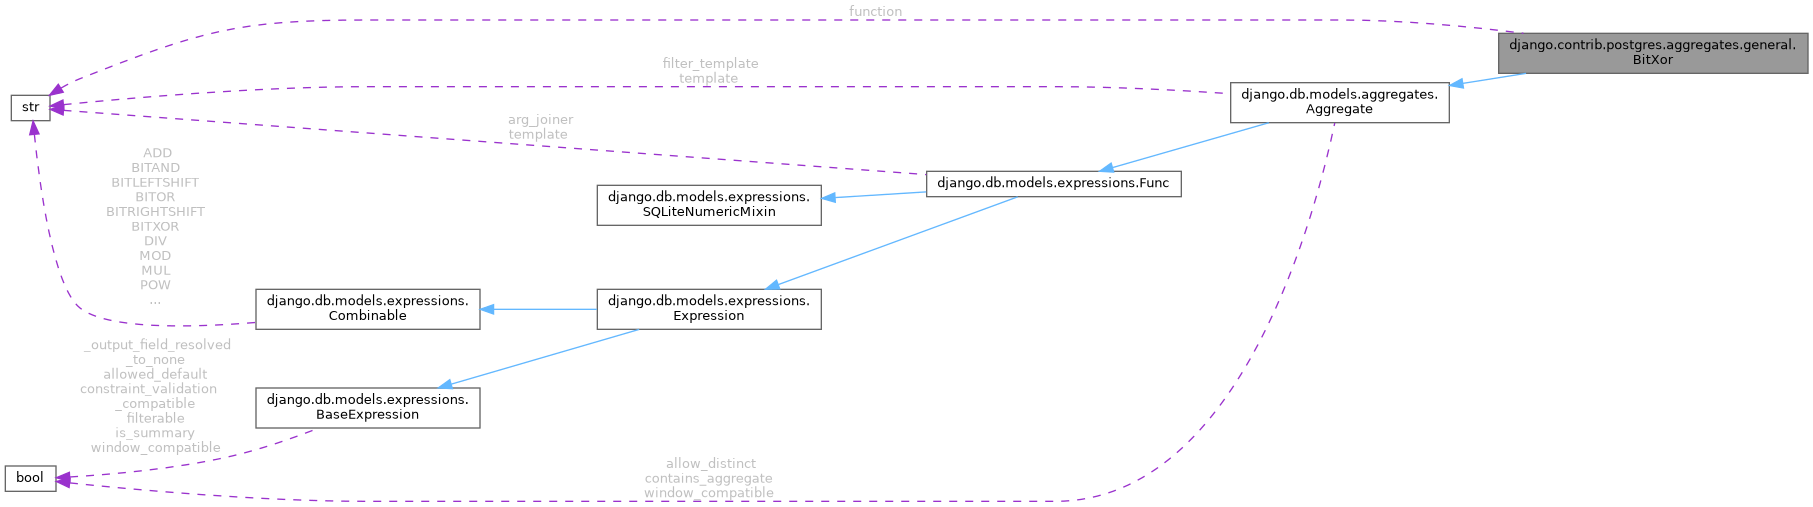 function
django.contrib.postgres.aggregates.general.
BitXor
filter_template
template
django.db.models.aggregates.
Aggregate
str
arg_joiner
template
ADD
BITAND
BITLEFTSHIFT
BITOR
BITRIGHTSHIFT
BITXOR
DIV
MOD
MUL
POW
...
django.db.models.expressions.Func
django.db.models.expressions.
SQLiteNumericMixin
django.db.models.expressions.
Combinable
django.db.models.expressions.
Expression
_output_field_resolved
_to_none
allowed_default
constraint_validation
_compatible
filterable
is_summary
window_compatible
django.db.models.expressions.
BaseExpression
bool
allow_distinct
contains_aggregate
window_compatible